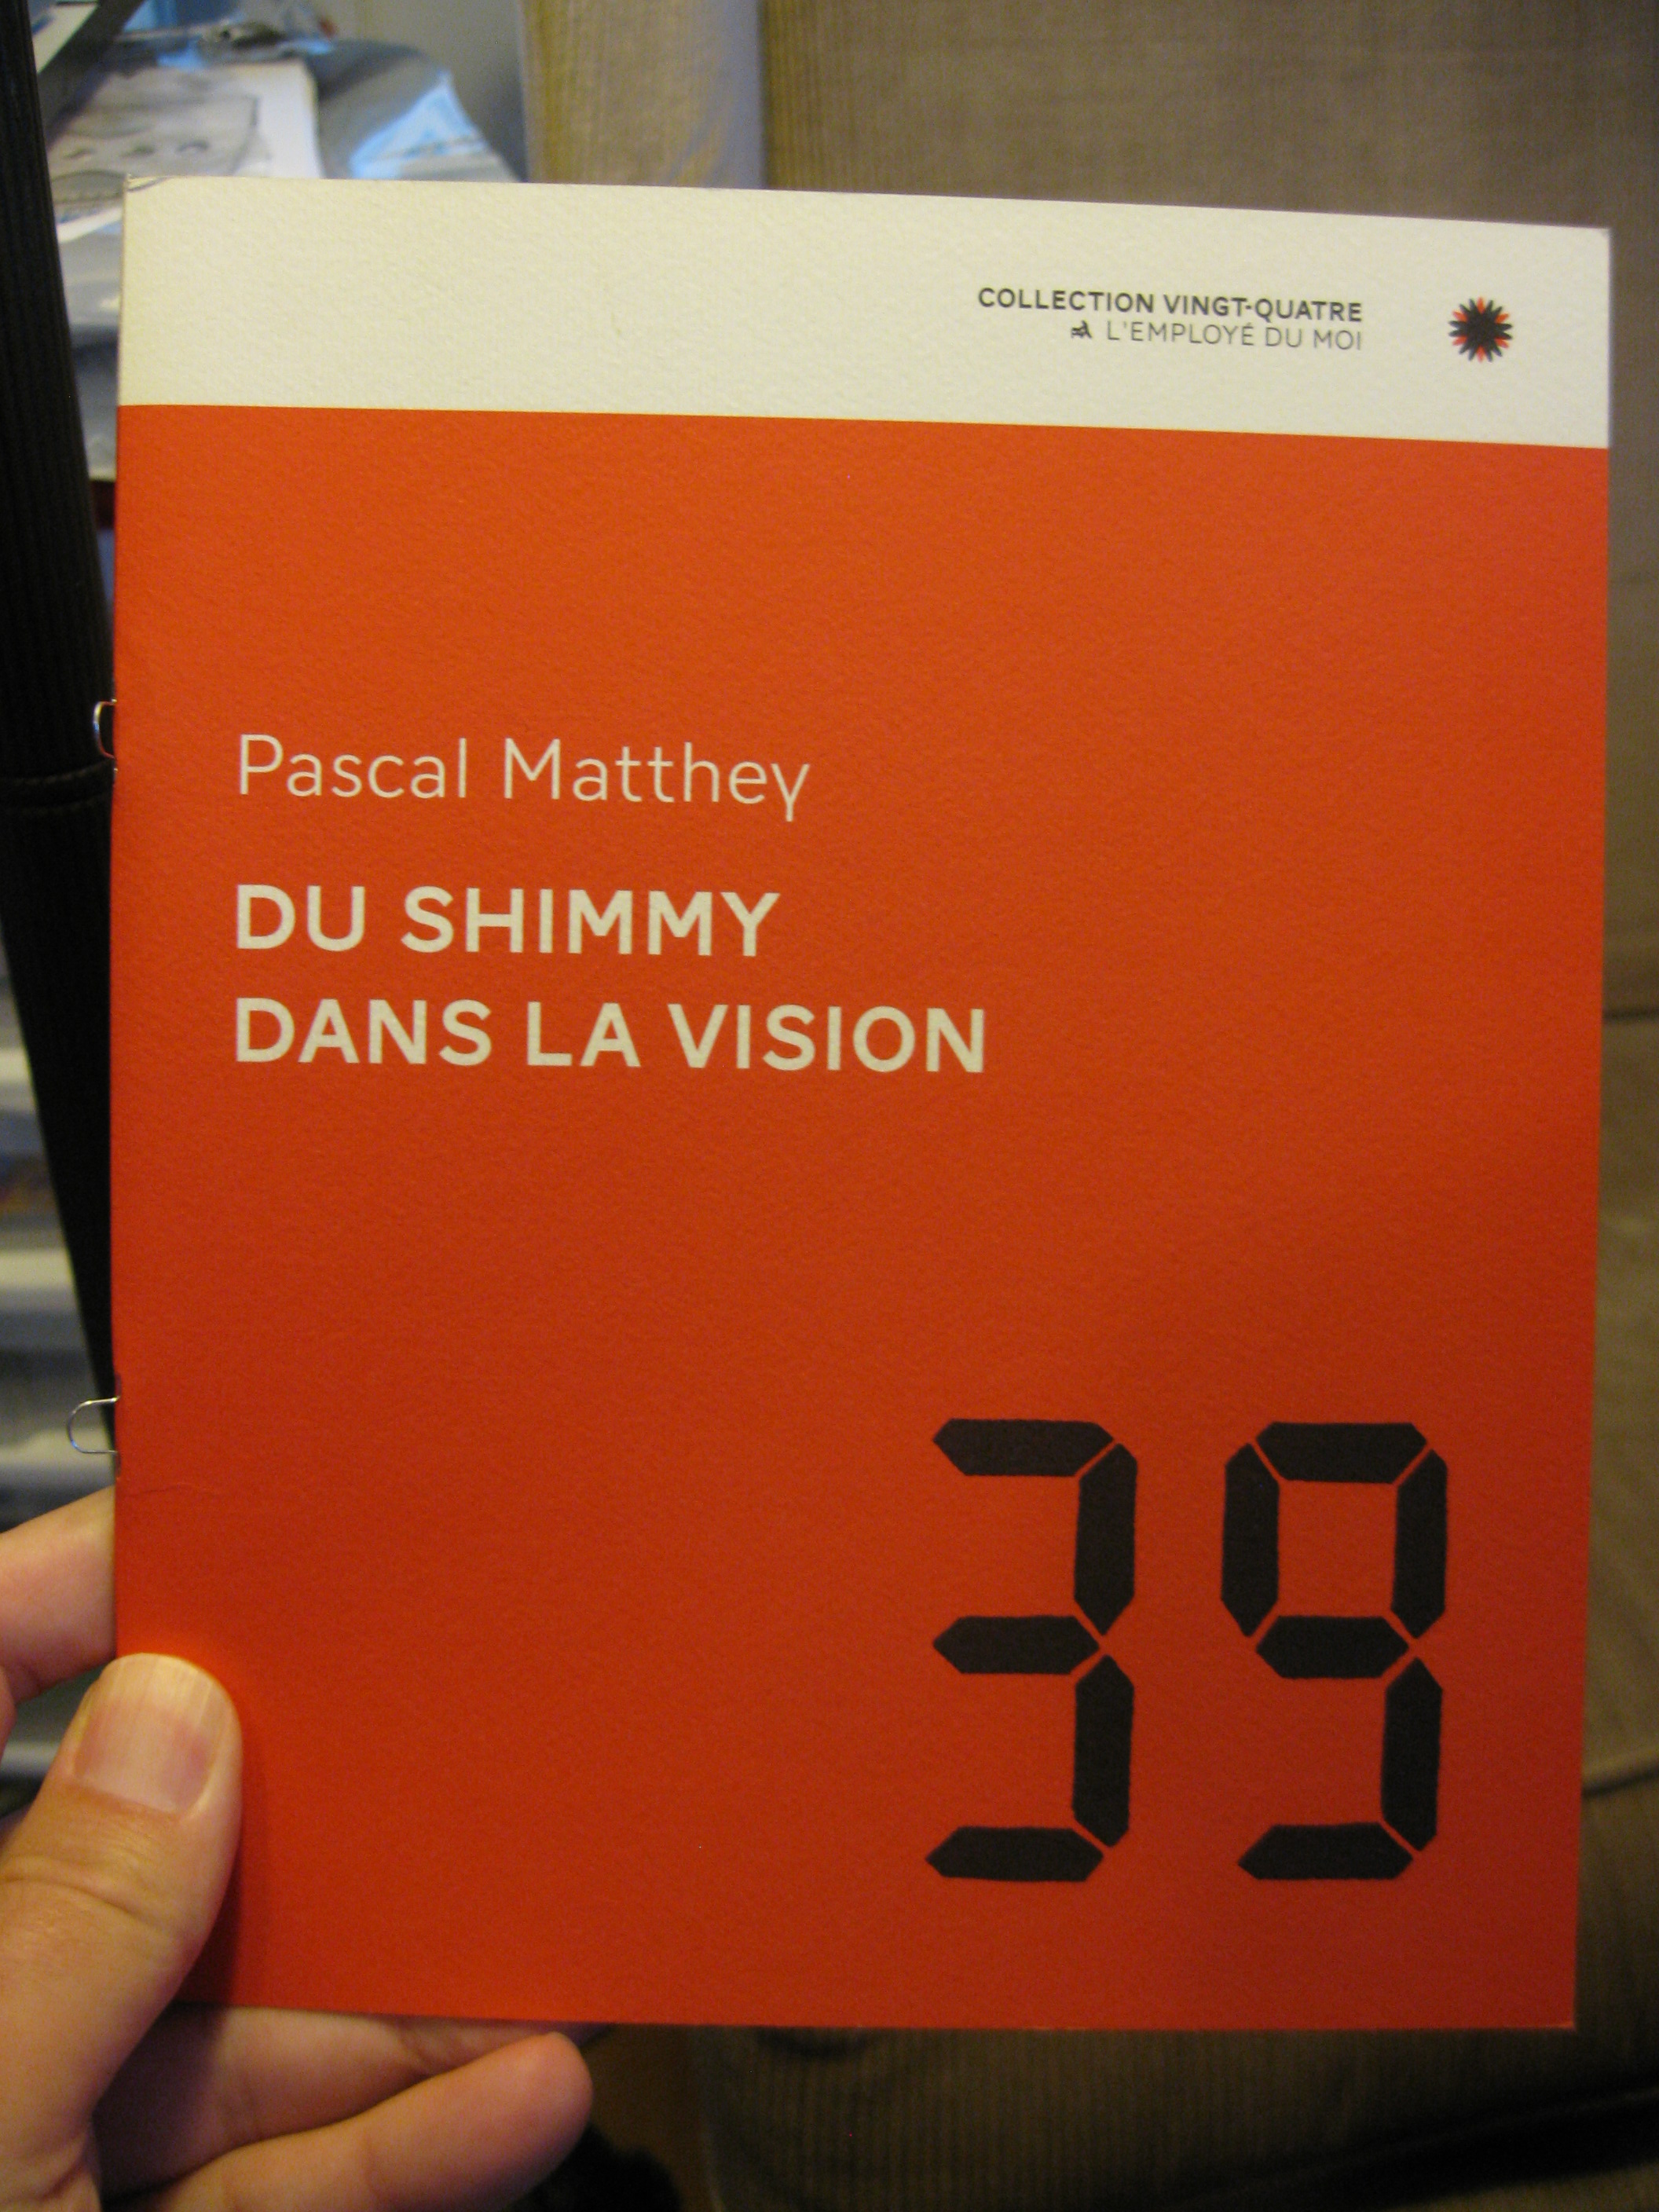 COLLECTION VINGT-QUATRE
L'EMPLOYÉ DU MOI
Pascal Matthey
DU SHIMMY
DANS LA VISION
39